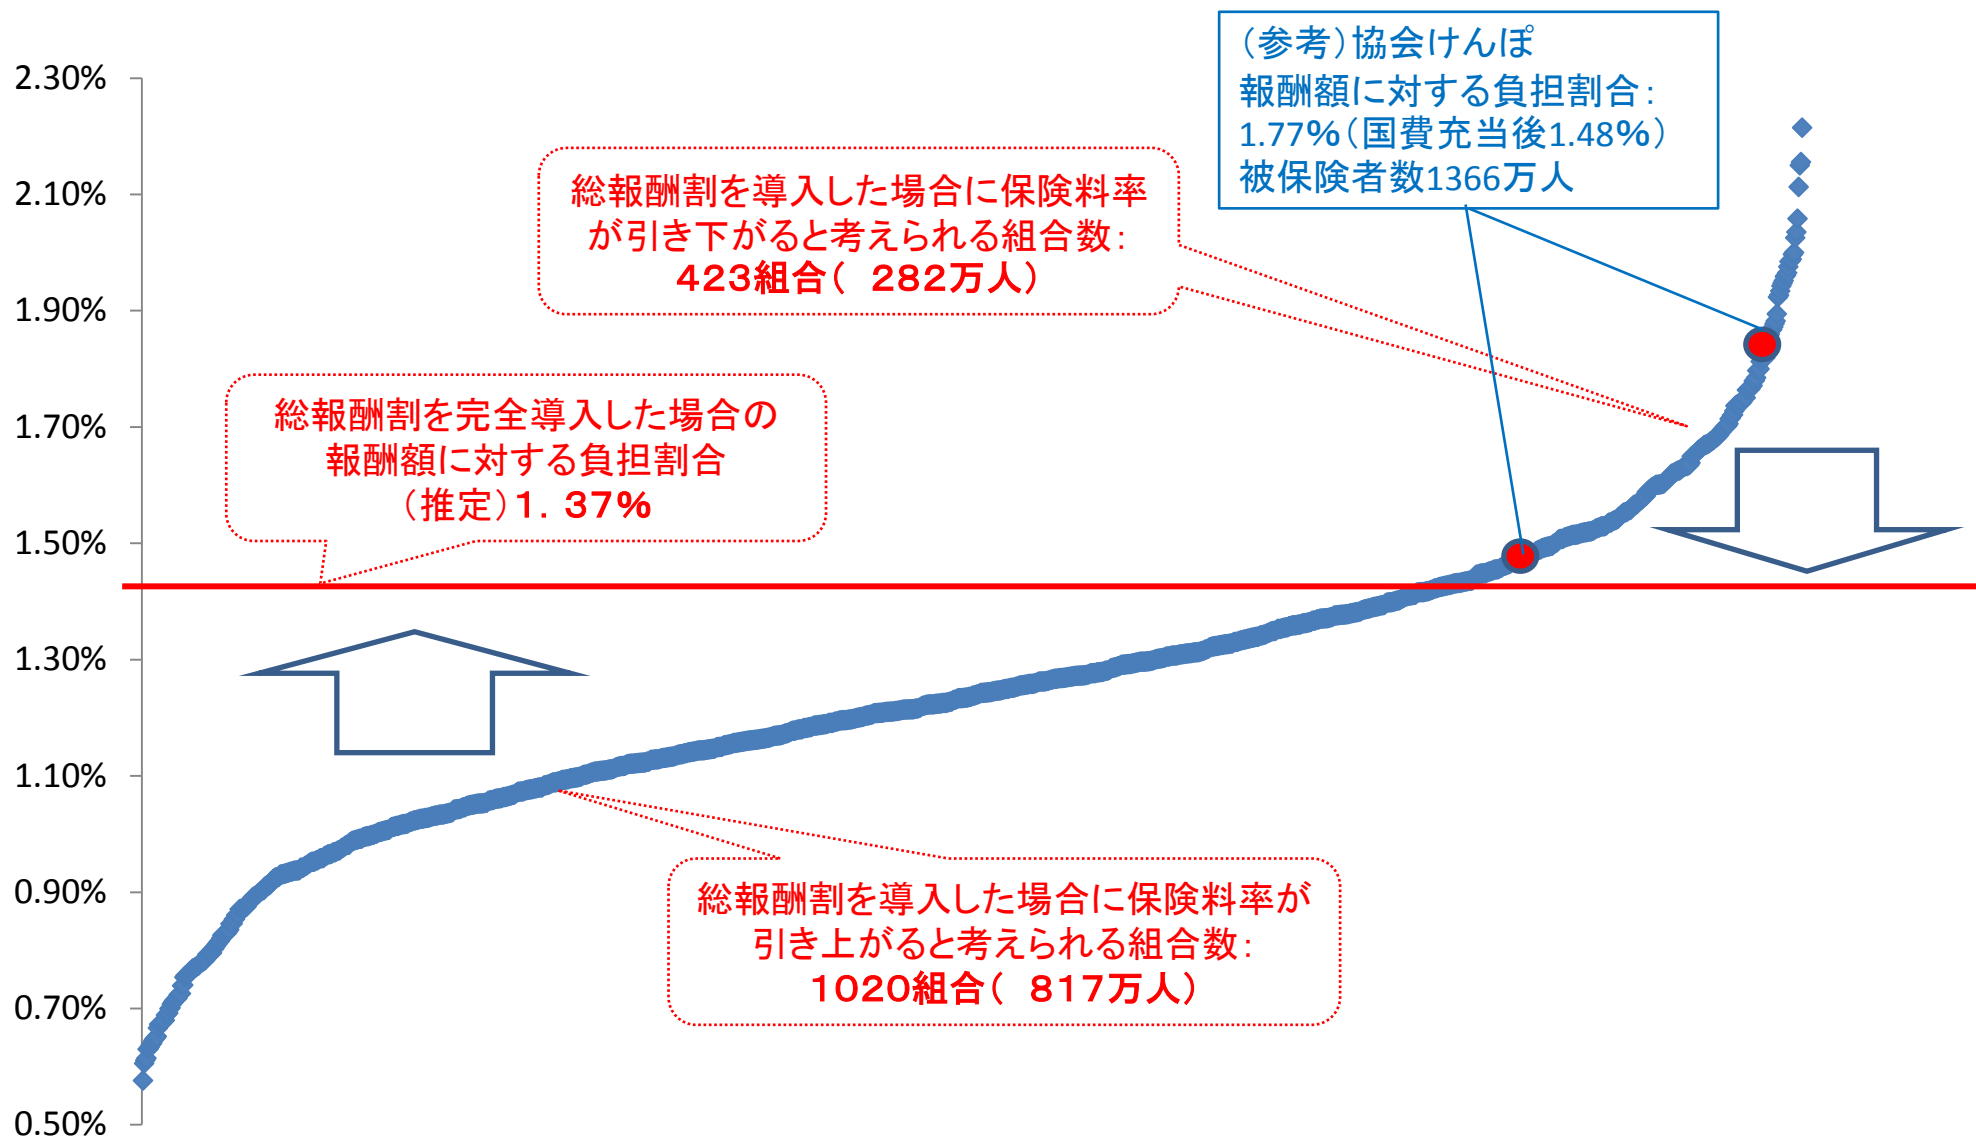 (参考)協会けんぽ
報酬額に対する負担割合:
1.77%(国費充当後1.48%)
被保険者数1366万人
総報酬割を導入した場合に保険料率
が引き下がると考えられる組合数:
423組合( 282万人)
総報酬割を完全導入した場合の
報酬額に対する負担割合
(推定)1.37%
総報酬割を導入した場合に保険料率が
引き上がると考えられる組合数:
1020組合( 817万人)
2.30%
2.10%
1.90%
1.70%
1.50%
1.30%
1.10%
0.90%
0.70%
0.50%